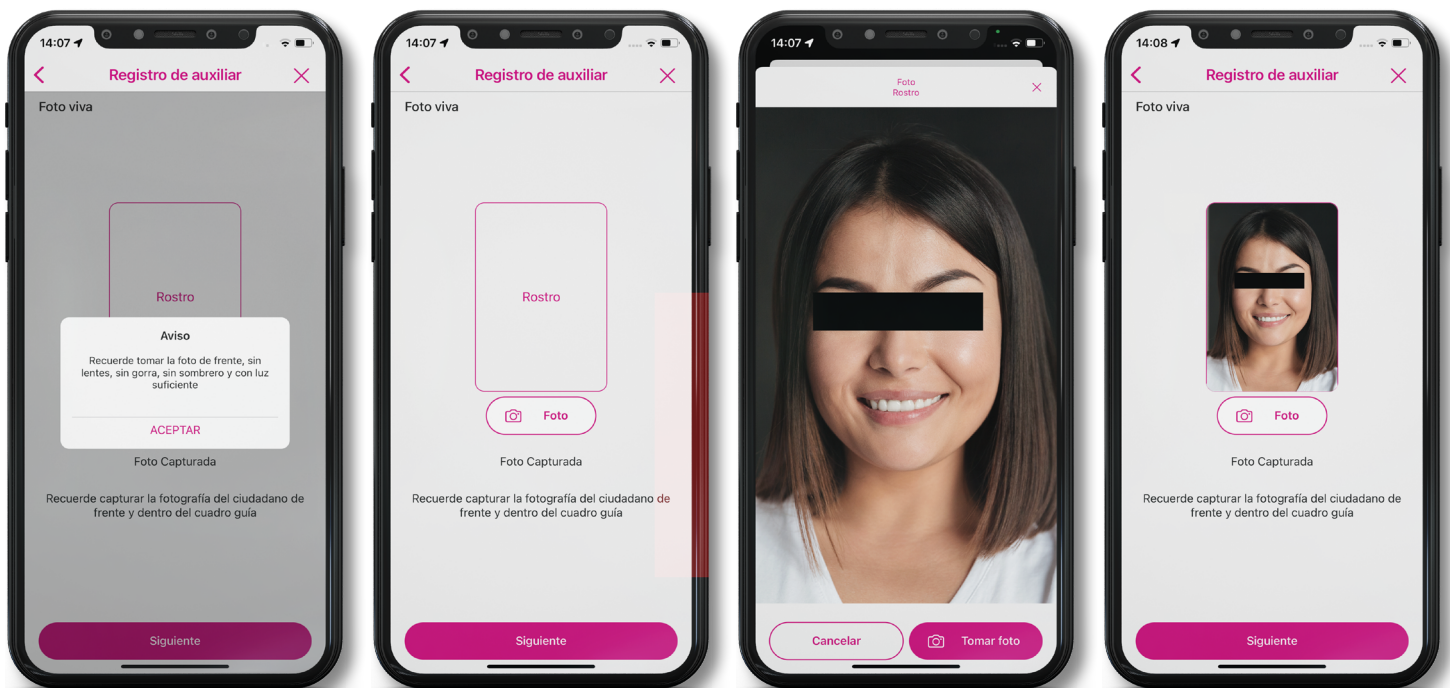 14:07
Registro de auxiliar
Foto viva
Rostro
Aviso
Recuerde tomar la foto de frente, sin
lentes, sin gorra, sin sombrero y con luz
suficiente
ACEPTAR
Foto Capturada
Recuerde capturar la fotografía del ciudadano de
frente y dentro del cuadro guía
Siguiente
14:07
Registro de auxiliar
Foto viva
Rostro
Foto
Foto Capturada
Recuerde capturar la fotografía del ciudadano de
frente y dentro del cuadro guía
Siguiente
14:07
Foto
Rostro
Cancelar
Tomar foto
14:08
Registro de auxiliar
Foto viva
Foto
Foto Capturada
Recuerde capturar la fotografía del ciudadano de
frente y dentro del cuadro guía
Siguiente